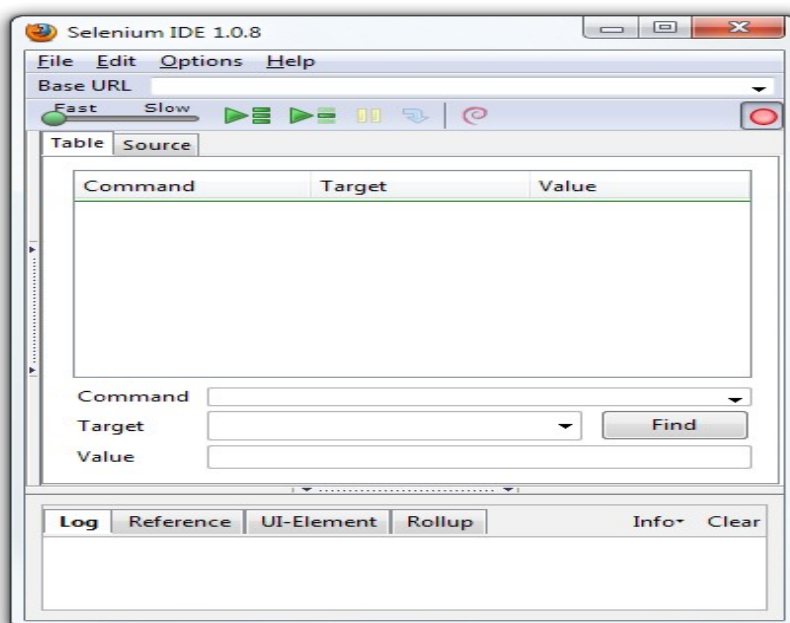 Selenium IDE 1.0.8
File Edit Options Help
Base URL
Fast Slow
Table Source
Command Target Value
Command
Target Find
Value
Log Reference UI-Element Rollup Info Clear